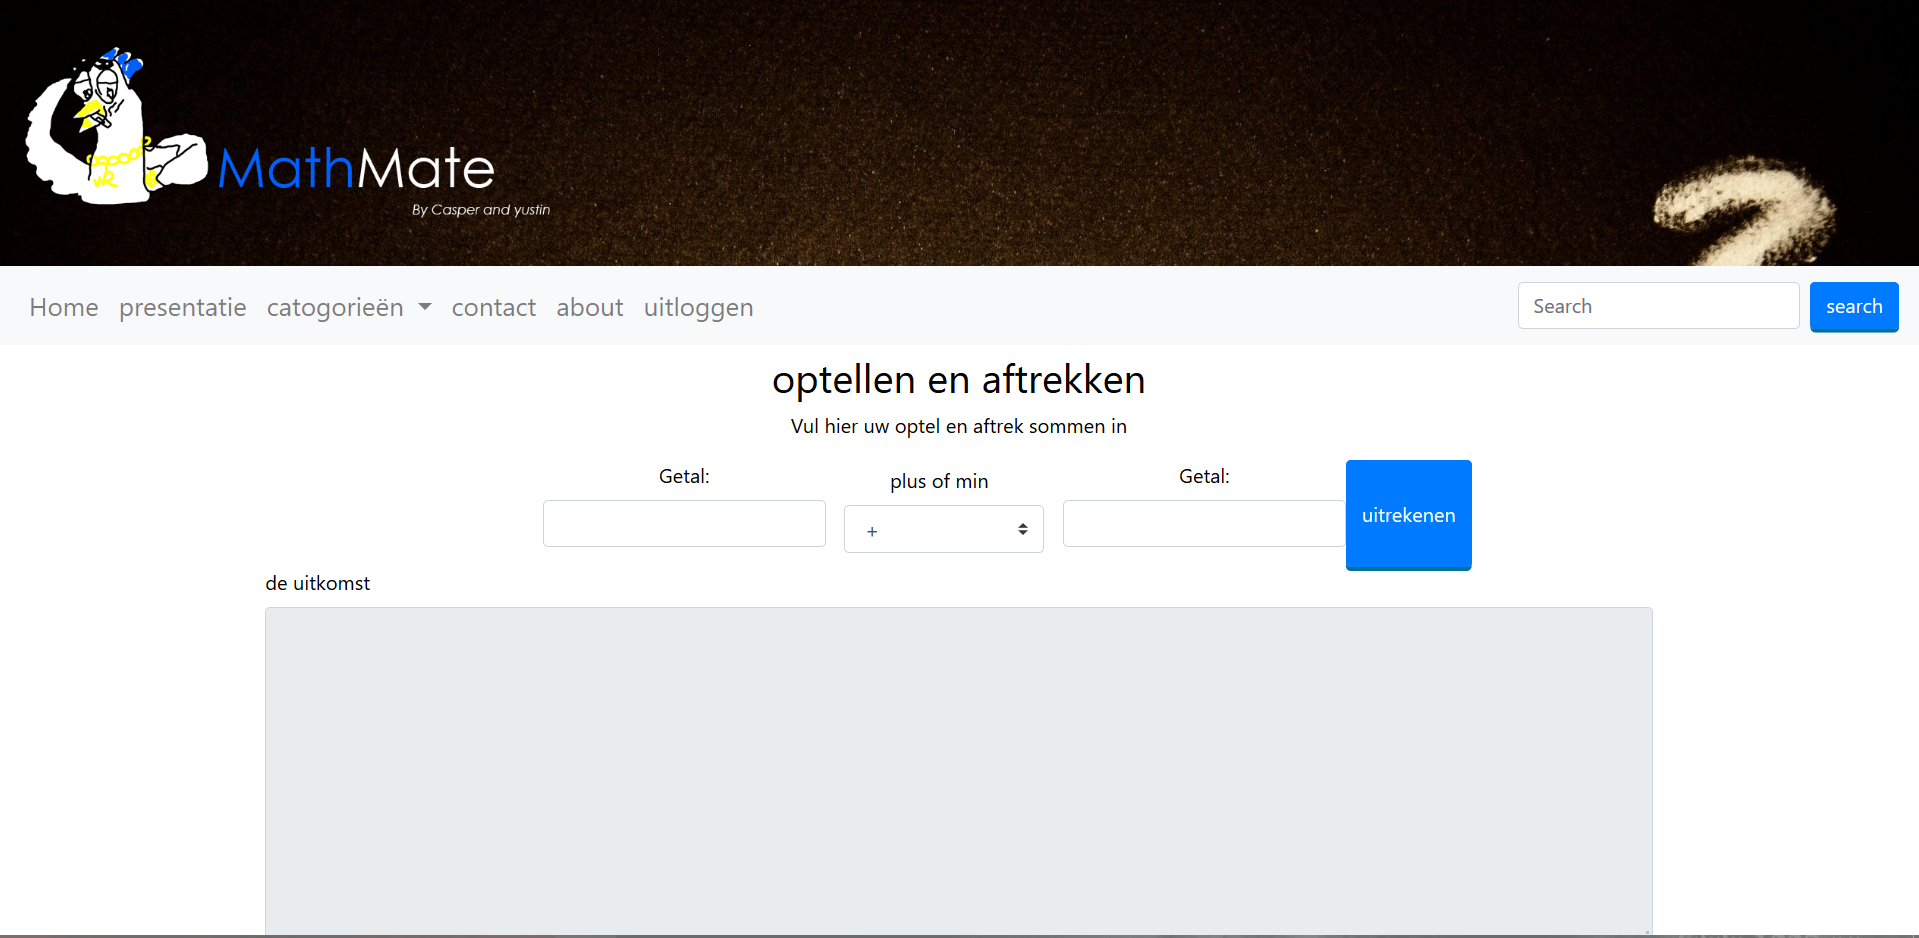 MathMate
By Casper and yustin
Home presentatie catogorieën contact about uitloggen Search search
optellen en aftrekken
Vul hier uw optel en aftrek sommen in
Getal: plus of min Getal:
+ uitrekenen
de uitkomst